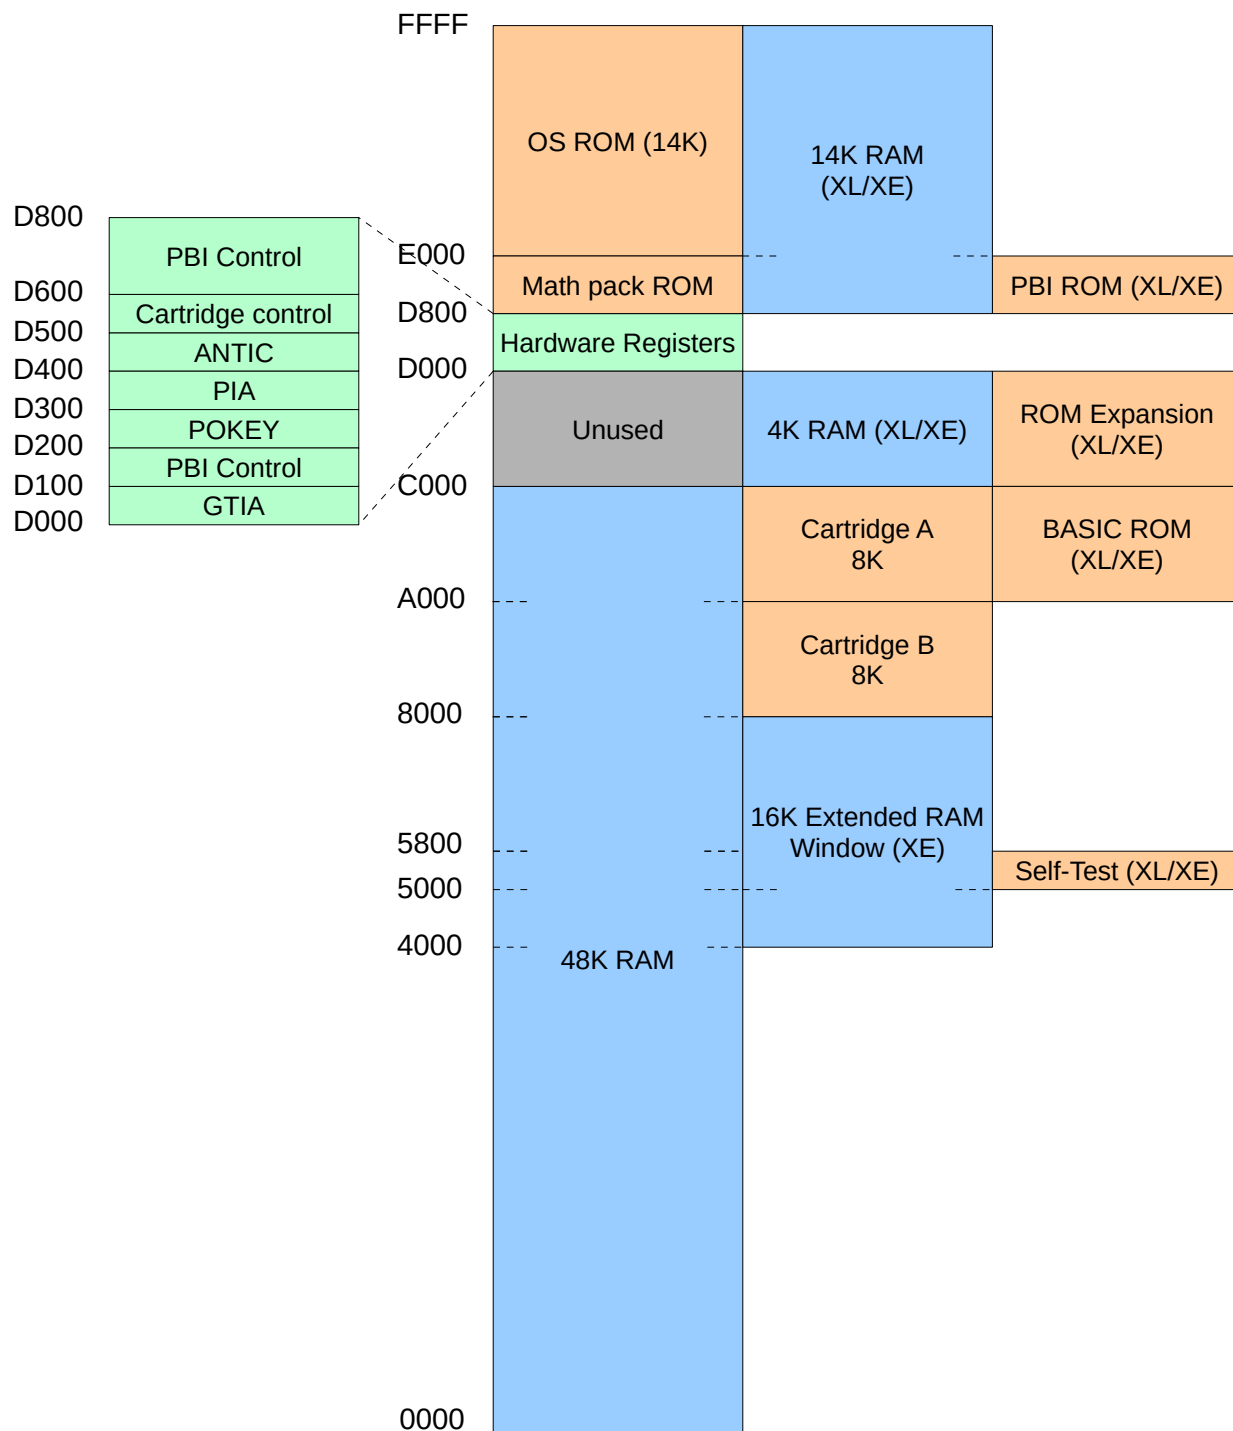 FFFF
OS ROM (14K)
14K RAM
(XL/XE)
D800
PBI Control
E000
Math pack ROM
PBI ROM (XL/XE)
D600
Cartridge control
D800
D500
Hardware Registers
ANTIC
D400
D000
PIA
D300
POKEY
D200
PBI Control
D100
GTIA
D000
Unused
4K RAM (XL/XE)
ROM Expansion
(XL/XE)
C000
Cartridge A
8K
BASIC ROM
(XL/XE)
A000
Cartridge B
8K
8000
16K Extended RAM
Window (XE)
5800
Self-Test (XL/XE)
5000
4000
48K RAM
0000